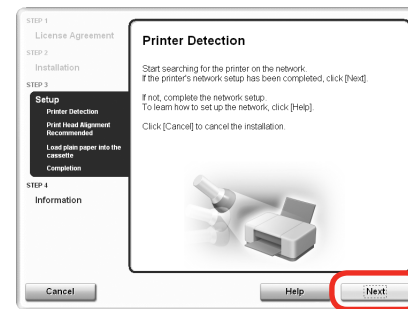 STEP 1
License Agreement
STEP 2
Installation
STEP 3
Setup
Printer Detection
Print Head Alignment
Recommended
Load plain paper into the
cassette
Completion
STEP 4
Information
Printer Detection
Start searching for the printer on the network.
If the printer's network setup has been completed, click [Next].
If not, complete the network setup.
To learn how to set up the network, click [Help].
Click [Cancel] to cancel the installation.
Cancel
Help
Next